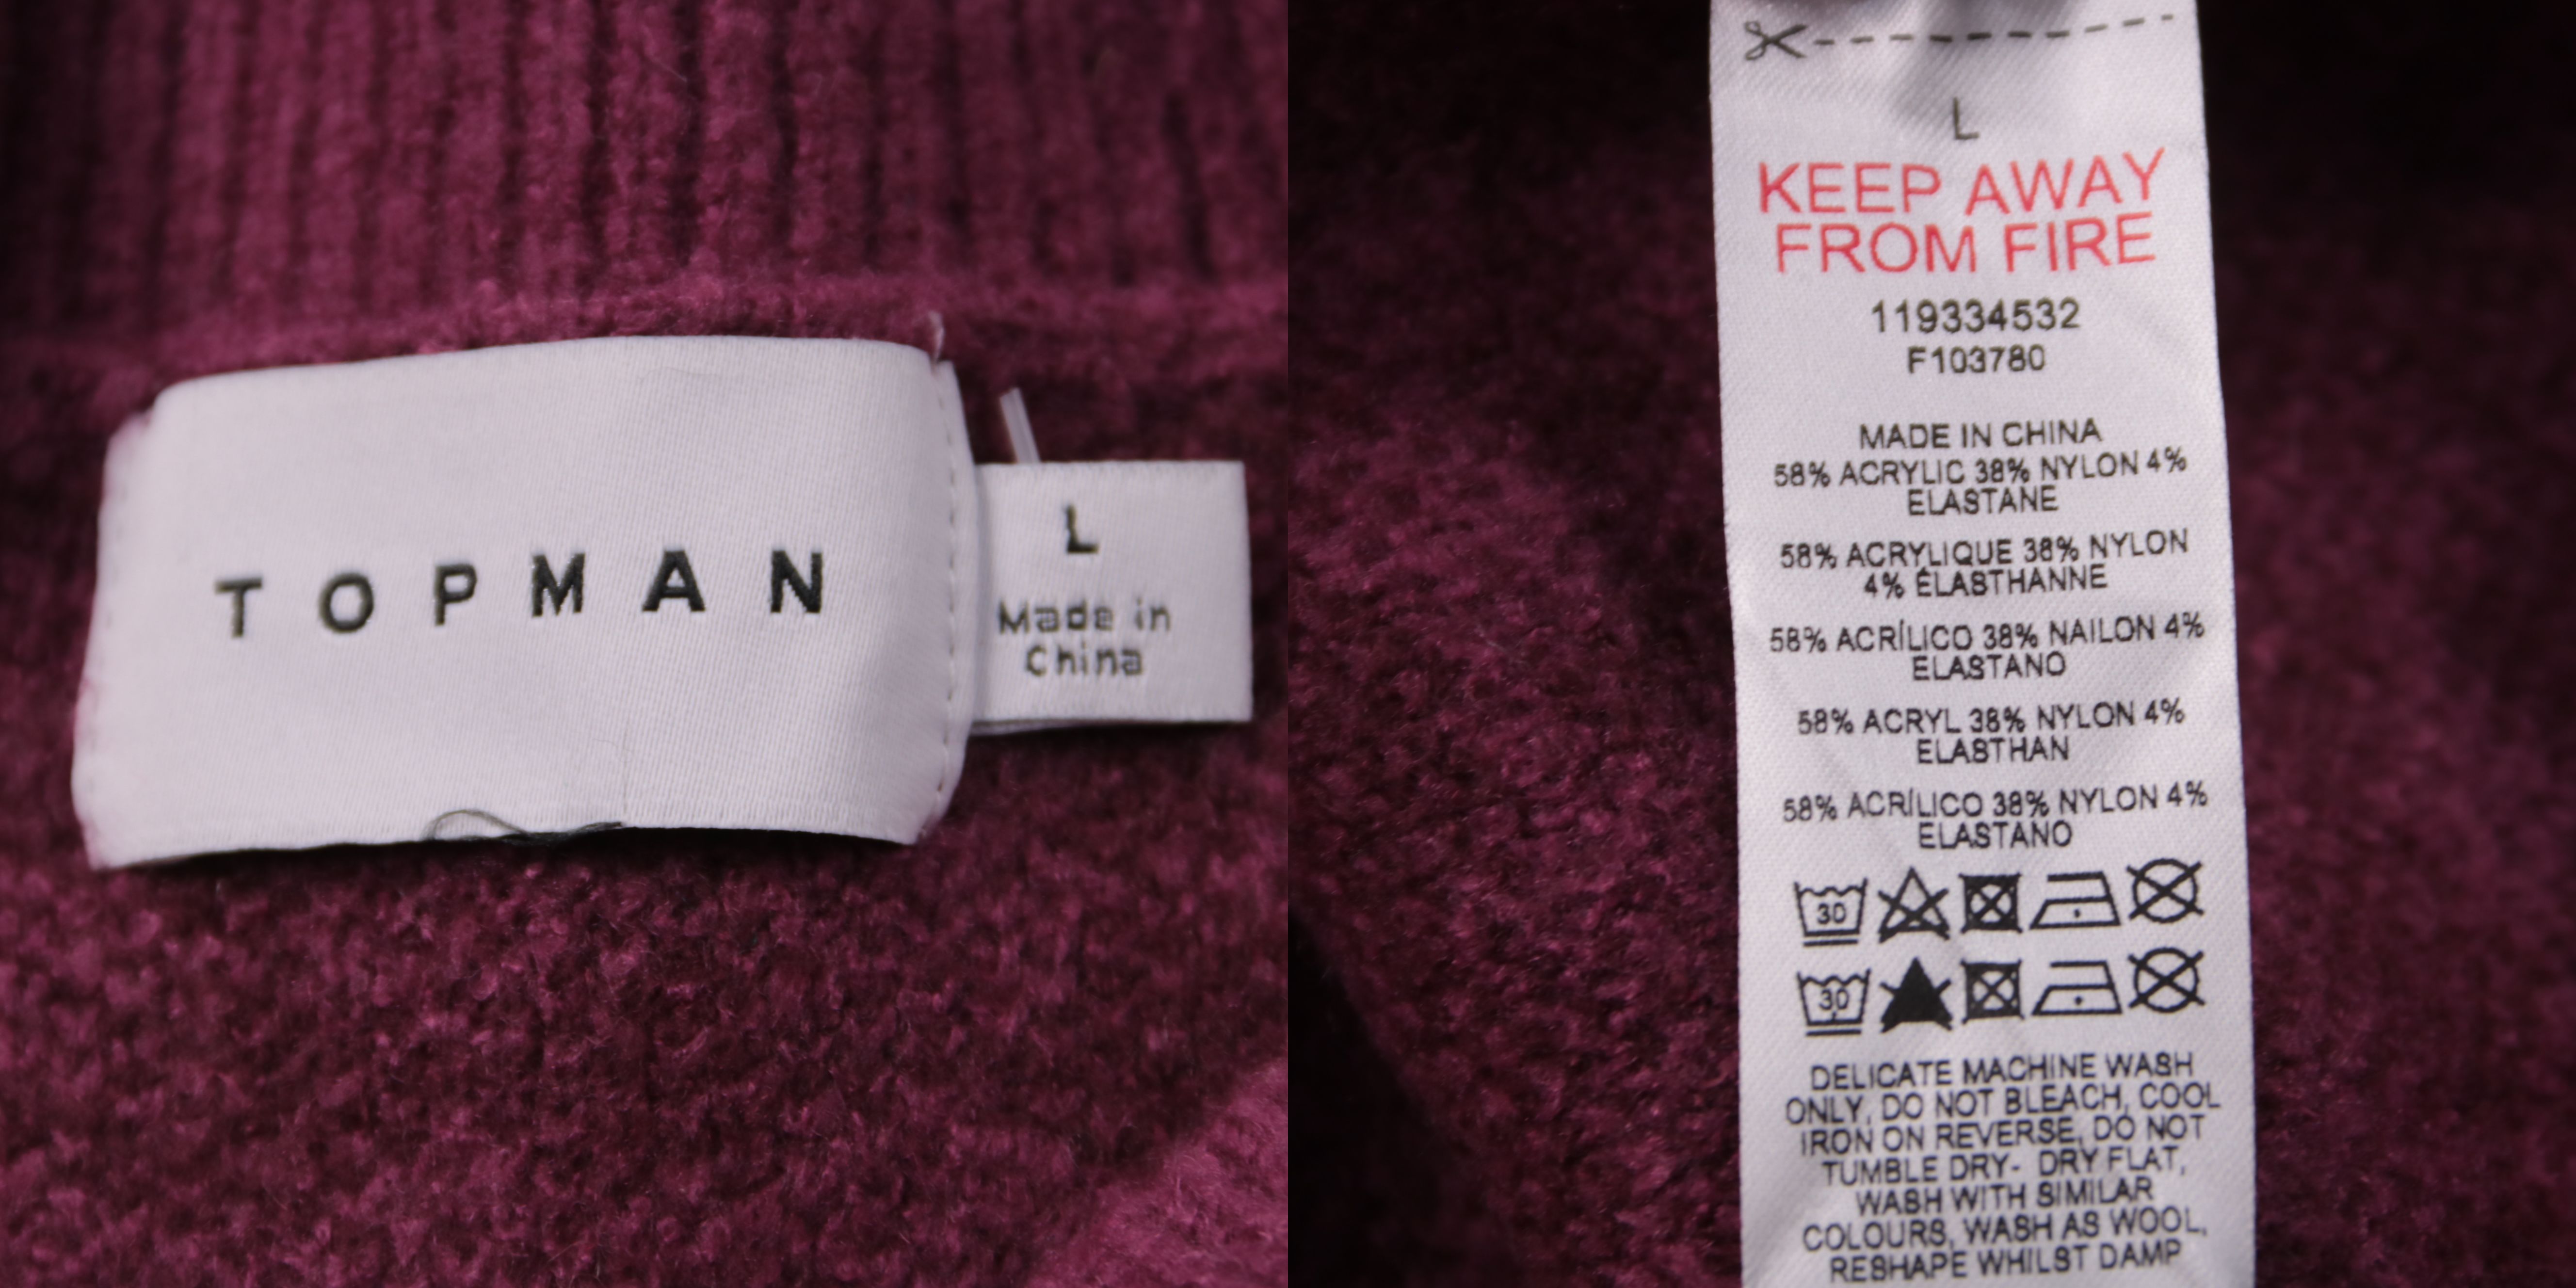 TOPMAN
L
Made in
China
L
KEEP AWAY
FROM FIRE
119334532
F103780
MADE IN CHINA
58% ACRYLIC 38% NYLON 4%
ELASTANE
58% ACRYLIQUE 38% NYLON
4% ÉLASTHANNE
58% ACRÍLICO 38% NAILON 4%
ELASTANO
58% ACRYL 38% NYLON 4%
ELASTHAN
58% ACRÍLICO 38% NYLON 4%
ELASTANO
30
30
DELICATE MACHINE WASH
ONLY, DO NOT BLEACH, COOL
IRON ON REVERSE, DO NOT
TUMBLE DRY- DRY FLAT,
WASH WITH SIMILAR
COLOURS, WASH AS WOOL,
RESHAPE WHILST DAMP